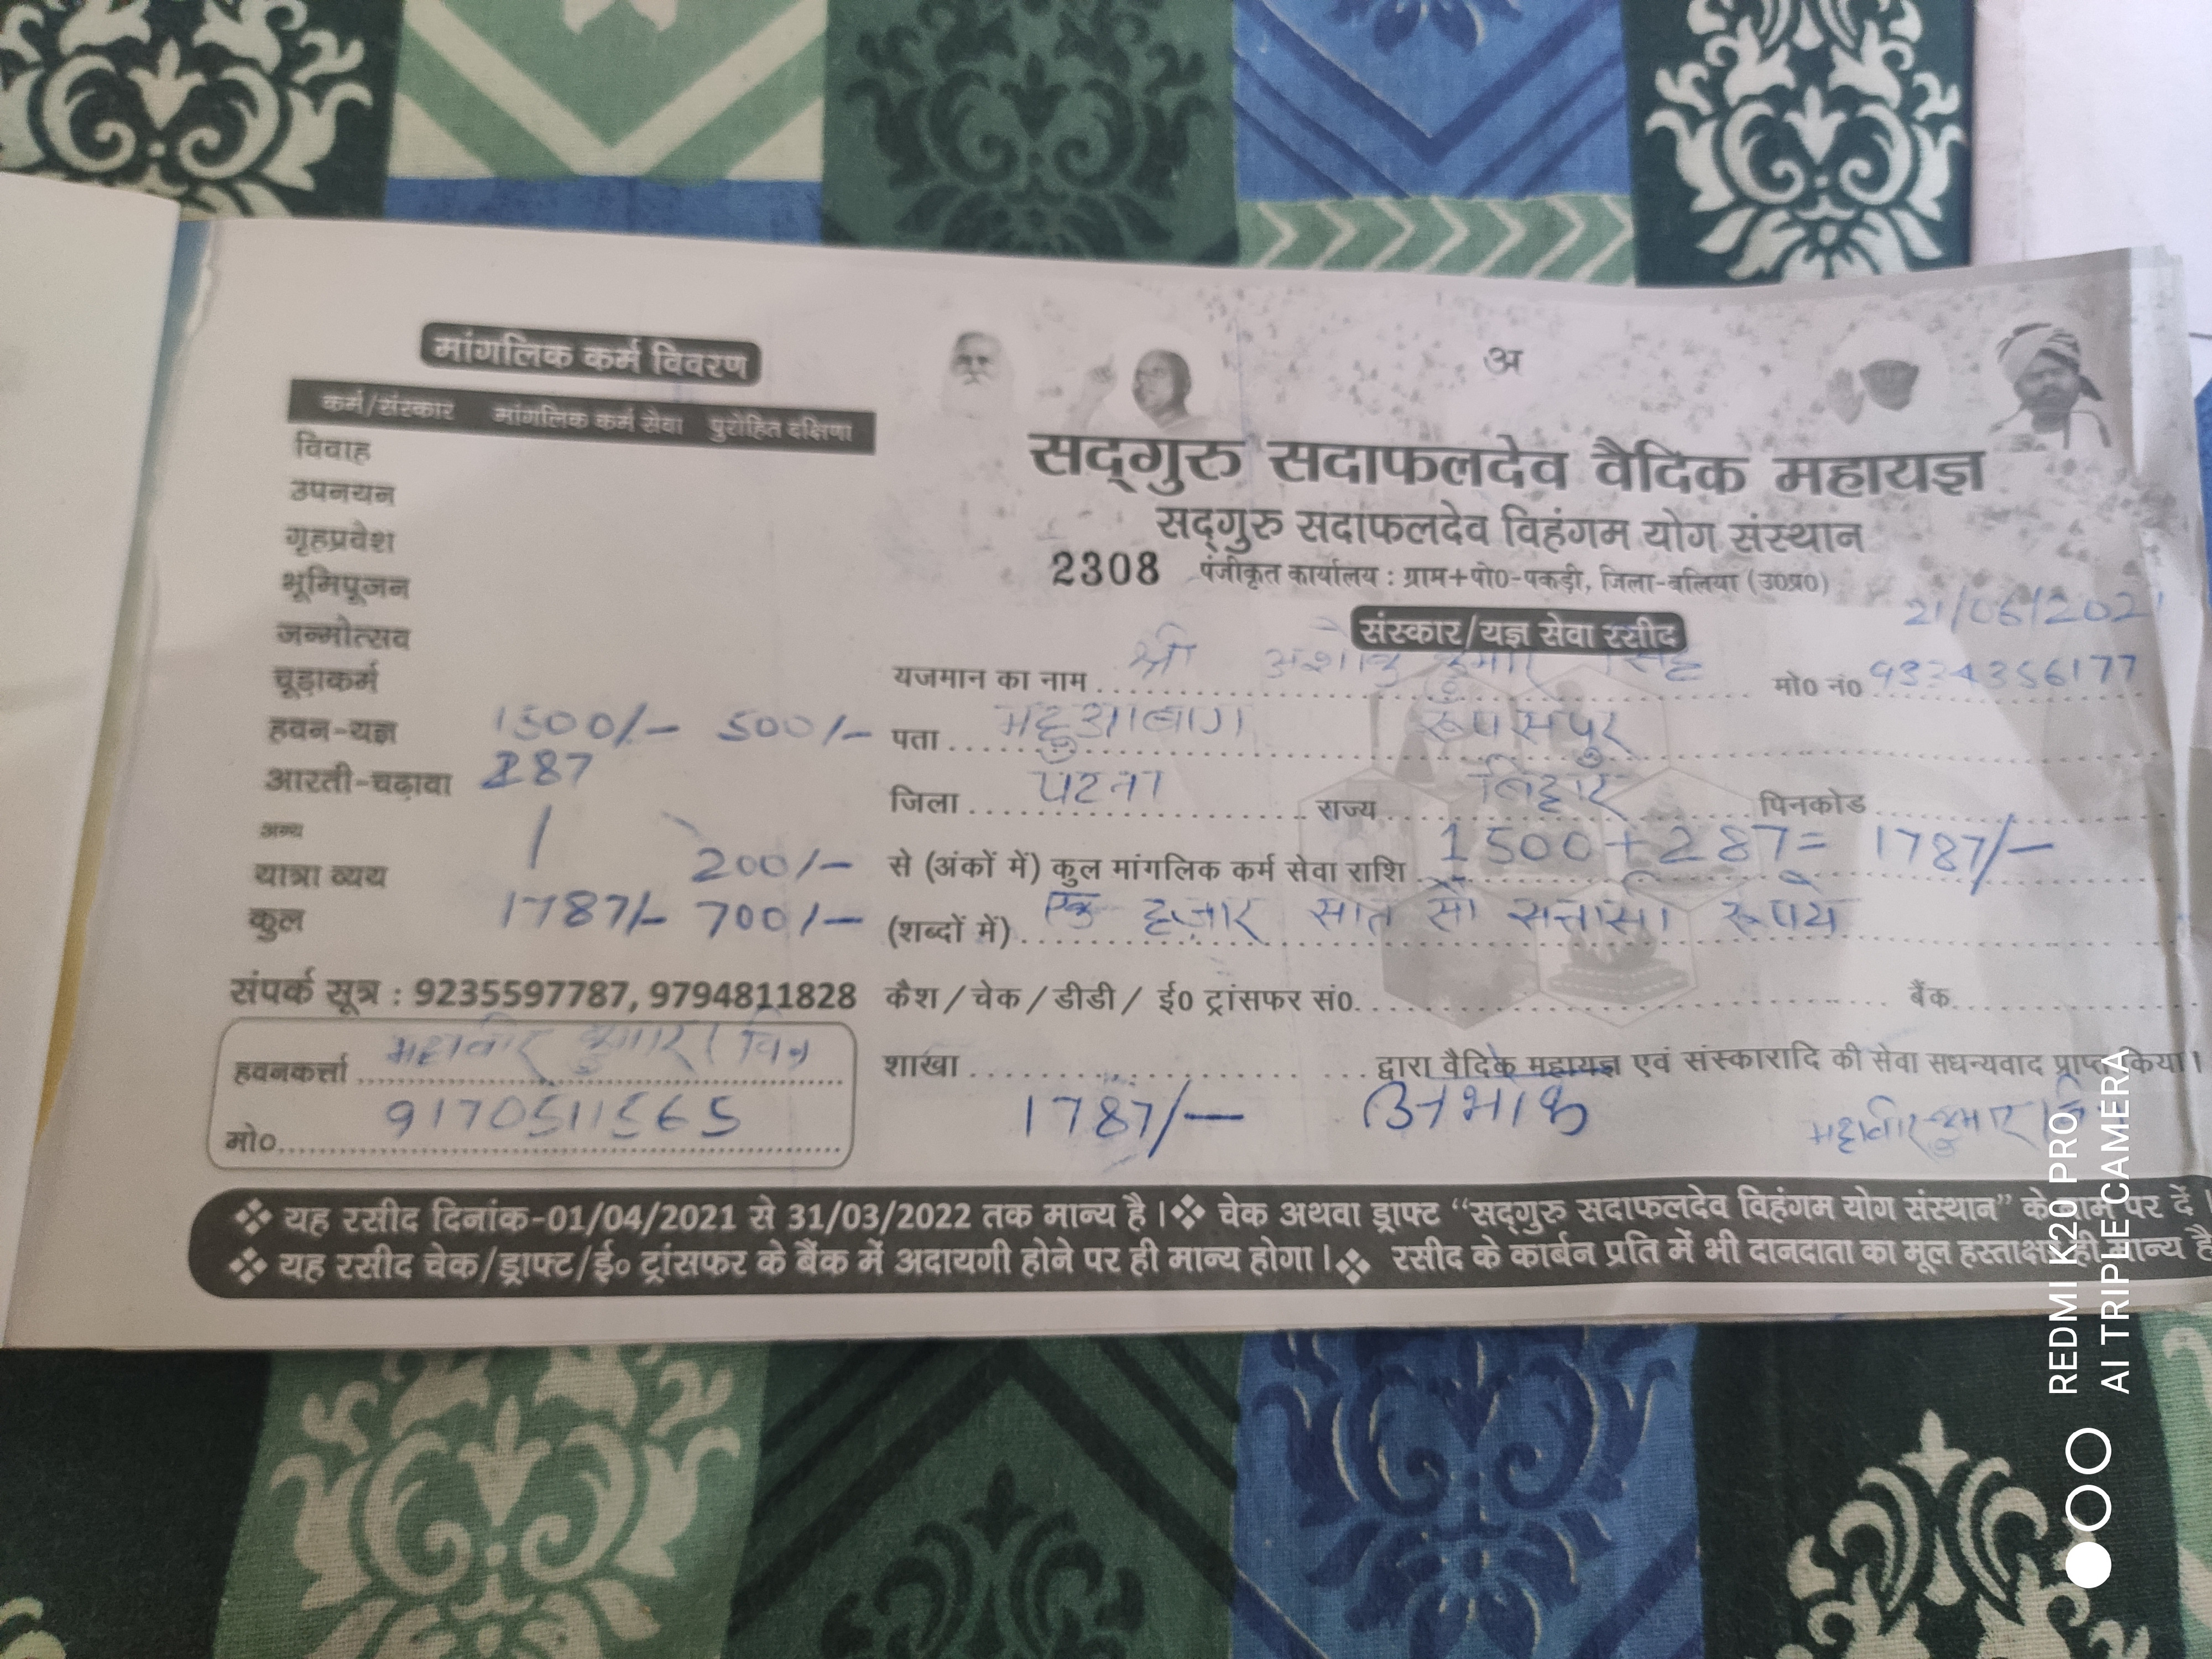 मांगलिक कर्म विवरण
कर्म/संस्कार मांगलिक कर्म सेवा पुरोहित दक्षिणा
विवाह
उपनयन
गृहप्रवेश
भूमिपूजन
जन्मोत्सव
चूड़ाकर्म
हवन-यज्ञ 1500/- 500/-
आरती-चढ़ावा 287
अन्य
यात्रा व्यय 200/-
कुल 1787/- 700/-
संपर्क सूत्र : 9235597787, 9794811828
हवनकर्त्ता महाविर कुमार
मो० 9170511565
अ
सद्गुरु सदाफलदेव वैदिक महायज्ञ
सद्गुरु सदाफलदेव विहंगम योग संस्थान
2308 पंजीकृत कार्यालय : ग्राम+पो०-पकड़ी, जिला-बलिया (उ०प्र०)
21/06/2021
संस्कार/यज्ञ सेवा रसीद
यजमान का नाम श्री अशोक कुमार सिंह मो० नं० 9334356177
पता महुआबाग रूपसपुर
जिला पटना राज्य बिहार पिनकोड
से (अंकों में) कुल मांगलिक कर्म सेवा राशि 1500+287= 1787/-
(शब्दों में) एक हज़ार सात सौ सत्तासी रूपये
कैश / चेक / डीडी / ई० ट्रांसफर सं०. बैंक
शाखा द्वारा वैदिक महायज्ञ एवं संस्कारादि की सेवा सधन्यवाद प्राप्त किया।
1787/- महाविर कुमार
❖ यह रसीद दिनांक-01/04/2021 से 31/03/2022 तक मान्य है।❖ चेक अथवा ड्राफ्ट “सद्गुरु सदाफलदेव विहंगम योग संस्थान” के नाम पर दें
❖ यह रसीद चेक/ड्राफ्ट/ई० ट्रांसफर के बैंक में अदायगी होने पर ही मान्य होगा।❖ रसीद के कार्बन प्रति में भी दानदाता का मूल हस्ताक्षर ही मान्य है
REDMI K20 PRO
AI TRIPLE CAMERA